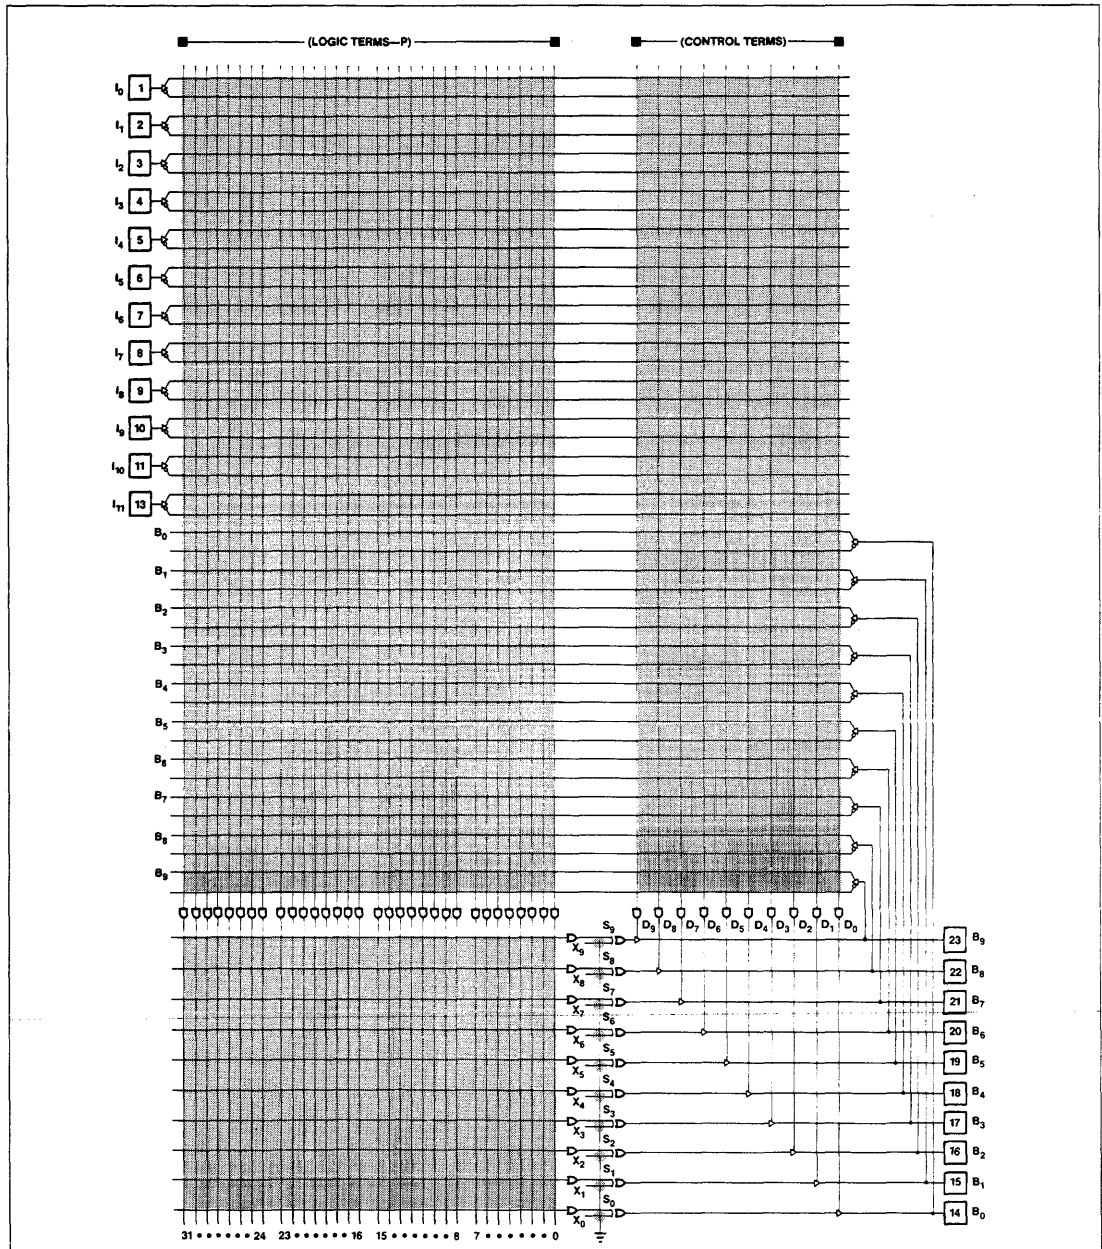 (LOGIC TERMS—P) (CONTROL TERMS)
I0 1
I1 2
I2 3
I3 4
I4 5
I5 6
I6 7
I7 8
I8 9
I9 10
I10 11
I11 13
B0
B1
B2
B3
B4
B5
B6
B7
B8
B9
S9 D9 D8 D7 D6 D5 D4 D3 D2 D1 D0
X9 23 B9
S8
X8 22 B8
S7
X7 21 B7
S6
X6 20 B6
S5
X5 19 B5
S4
X4 18 B4
S3
X3 17 B3
S2
X2 16 B2
S1
X1 15 B1
S0
X0 14 B0
31 • • • • • • 24 23 • • • • • • 16 15 • • • • • • 8 7 • • • • • • 0